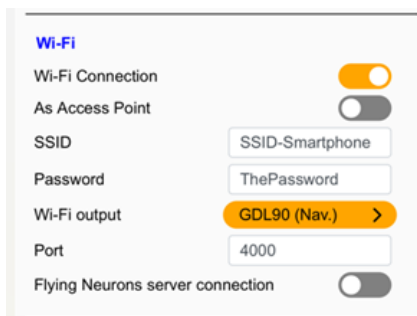 Wi-Fi
Wi-Fi Connection
As Access Point
SSID SSID-Smartphone
Password ThePassword
Wi-Fi output GDL90 (Nav.)
Port 4000
Flying Neurons server connection